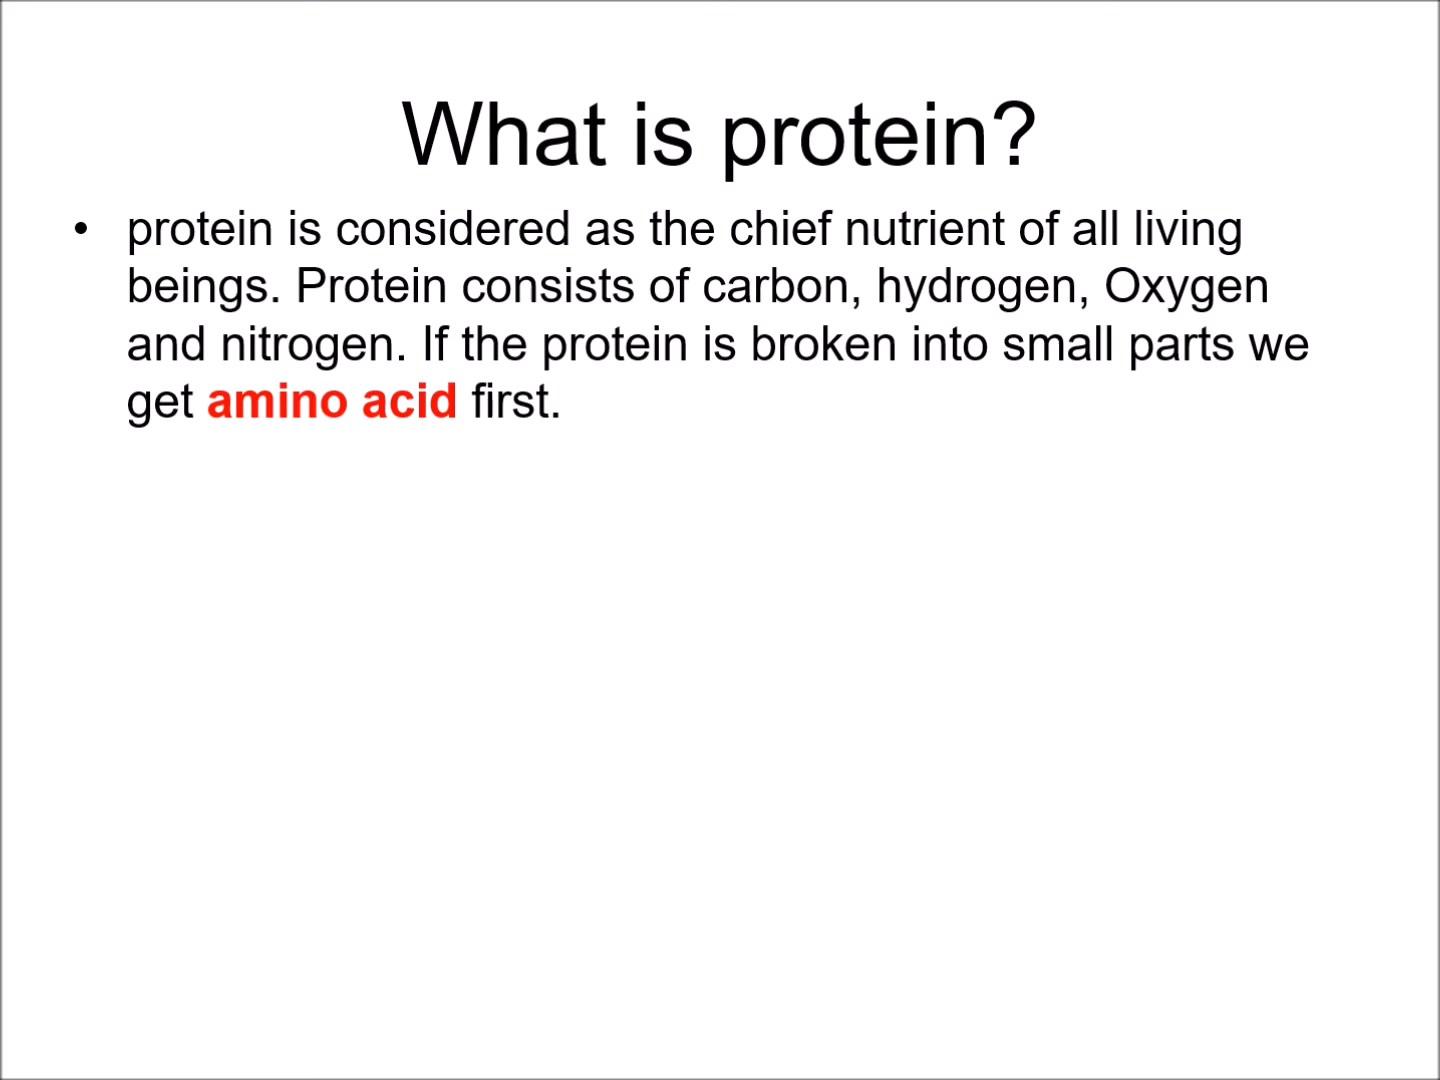 What is protein?
• protein is considered as the chief nutrient of all living
beings. Protein consists of carbon, hydrogen, Oxygen
and nitrogen. If the protein is broken into small parts we
get amino acid first.